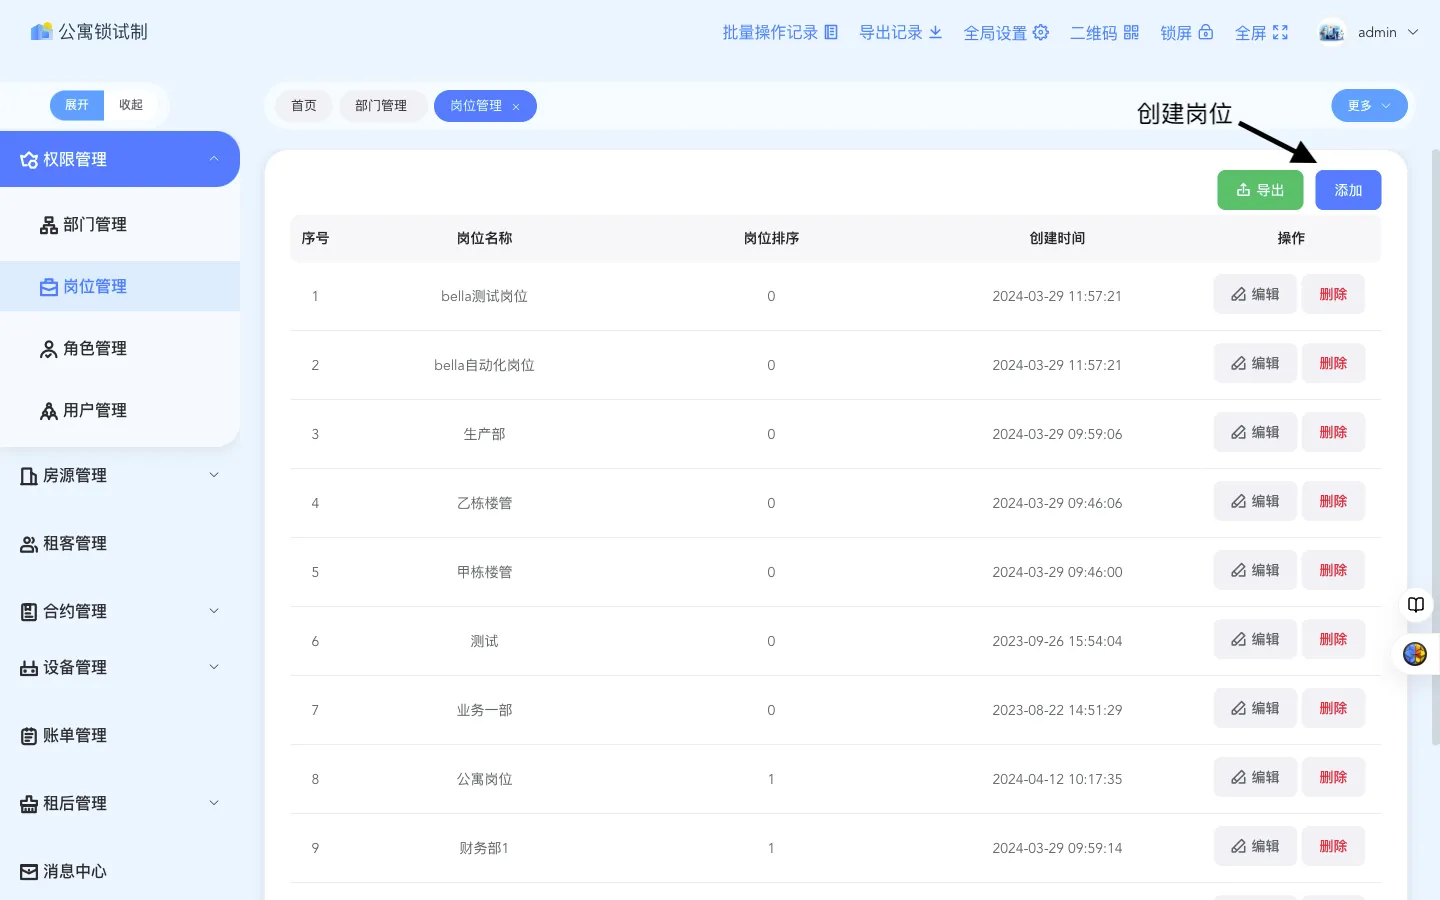 公寓锁试制
批量操作记录 导出记录 全局设置 二维码 锁屏 全屏 admin
展开 收起
首页 部门管理 岗位管理 ×
创建岗位
更多
权限管理
部门管理
岗位管理
角色管理
用户管理
房源管理
租客管理
合约管理
设备管理
账单管理
租后管理
消息中心
导出 添加
序号 岗位名称 岗位排序 创建时间 操作
1 bella测试岗位 0 2024-03-29 11:57:21 编辑 删除
2 bella自动化岗位 0 2024-03-29 11:57:21 编辑 删除
3 生产部 0 2024-03-29 09:59:06 编辑 删除
4 乙栋楼管 0 2024-03-29 09:46:06 编辑 删除
5 甲栋楼管 0 2024-03-29 09:46:00 编辑 删除
6 测试 0 2023-09-26 15:54:04 编辑 删除
7 业务一部 0 2023-08-22 14:51:29 编辑 删除
8 公寓岗位 1 2024-04-12 10:17:35 编辑 删除
9 财务部1 1 2024-03-29 09:59:14 编辑 删除